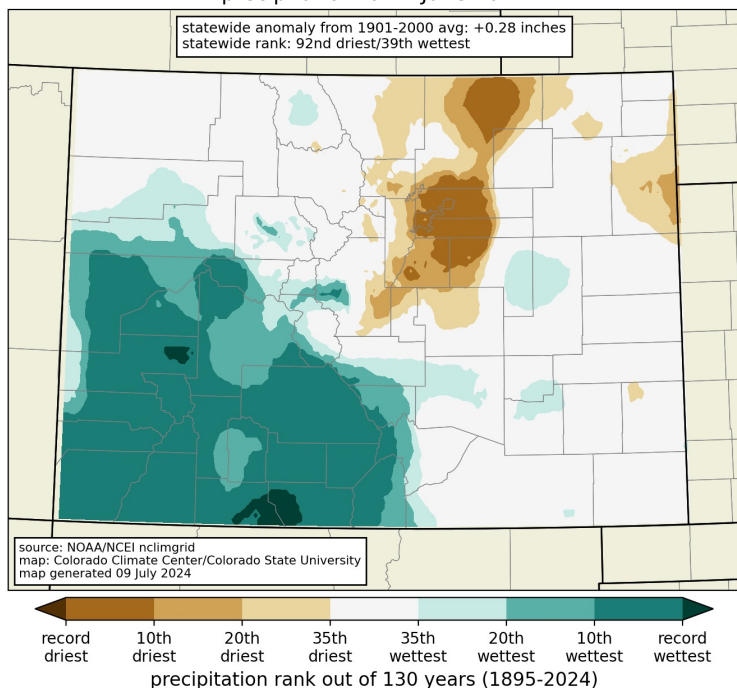 statewide anomaly from 1901-2000 avg: +0.28 inches
statewide rank: 92nd driest/39th wettest
source: NOAA/NCEI nclimgrid
map: Colorado Climate Center/Colorado State University
map generated 09 July 2024
record driest
10th driest
20th driest
35th driest
35th wettest
20th wettest
10th wettest
record wettest
precipitation rank out of 130 years (1895-2024)